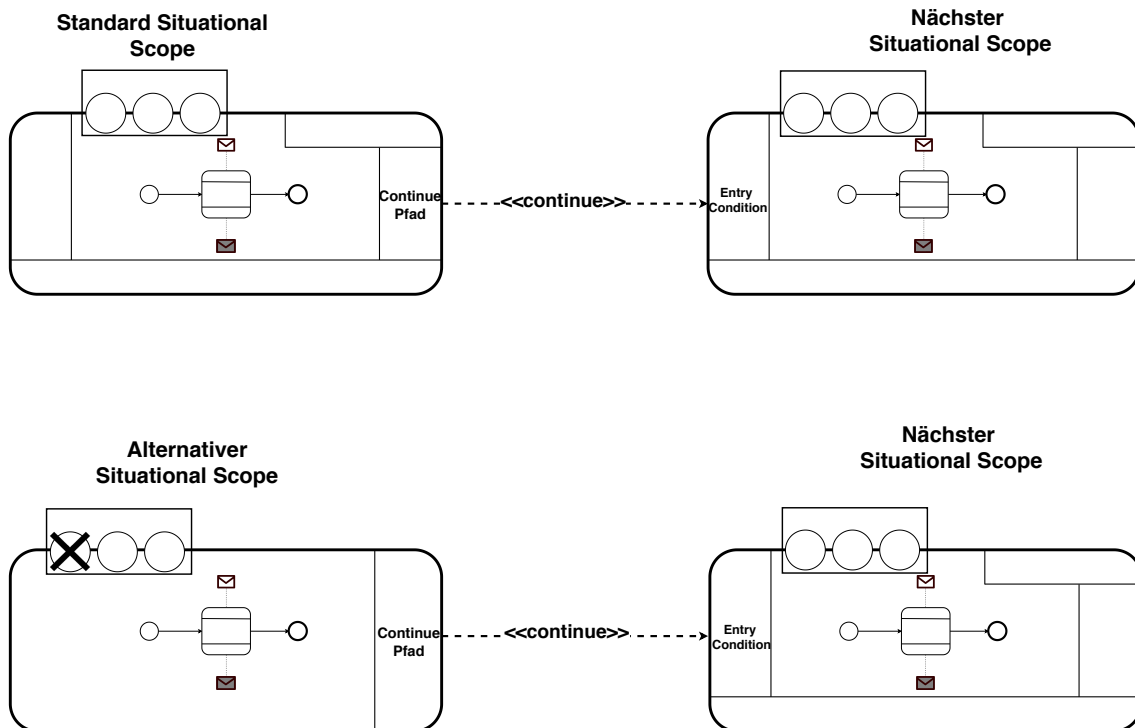 Standard Situational
Scope
Nächster
Situational Scope
Continue
Pfad
<<continue>>
Entry
Condition
Alternativer
Situational Scope
Nächster
Situational Scope
Continue
Pfad
<<continue>>
Entry
Condition